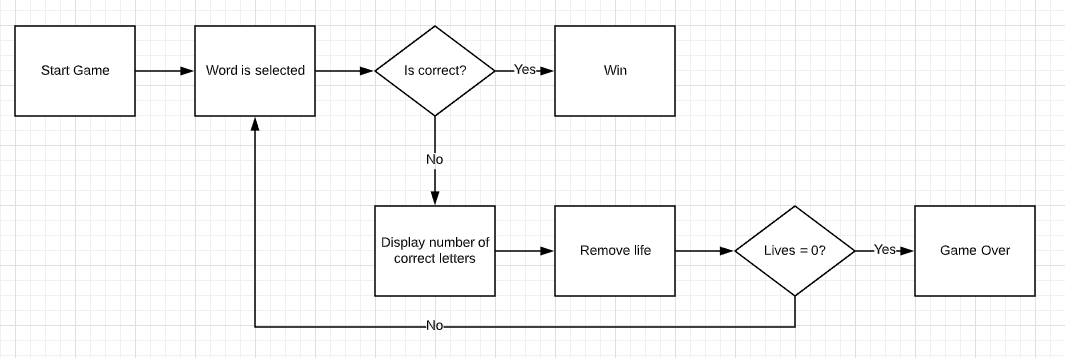 Start Game
Word is selected
Is correct?
Yes
Win
No
Display number of
correct letters
Remove life
Lives = 0?
Yes
Game Over
No